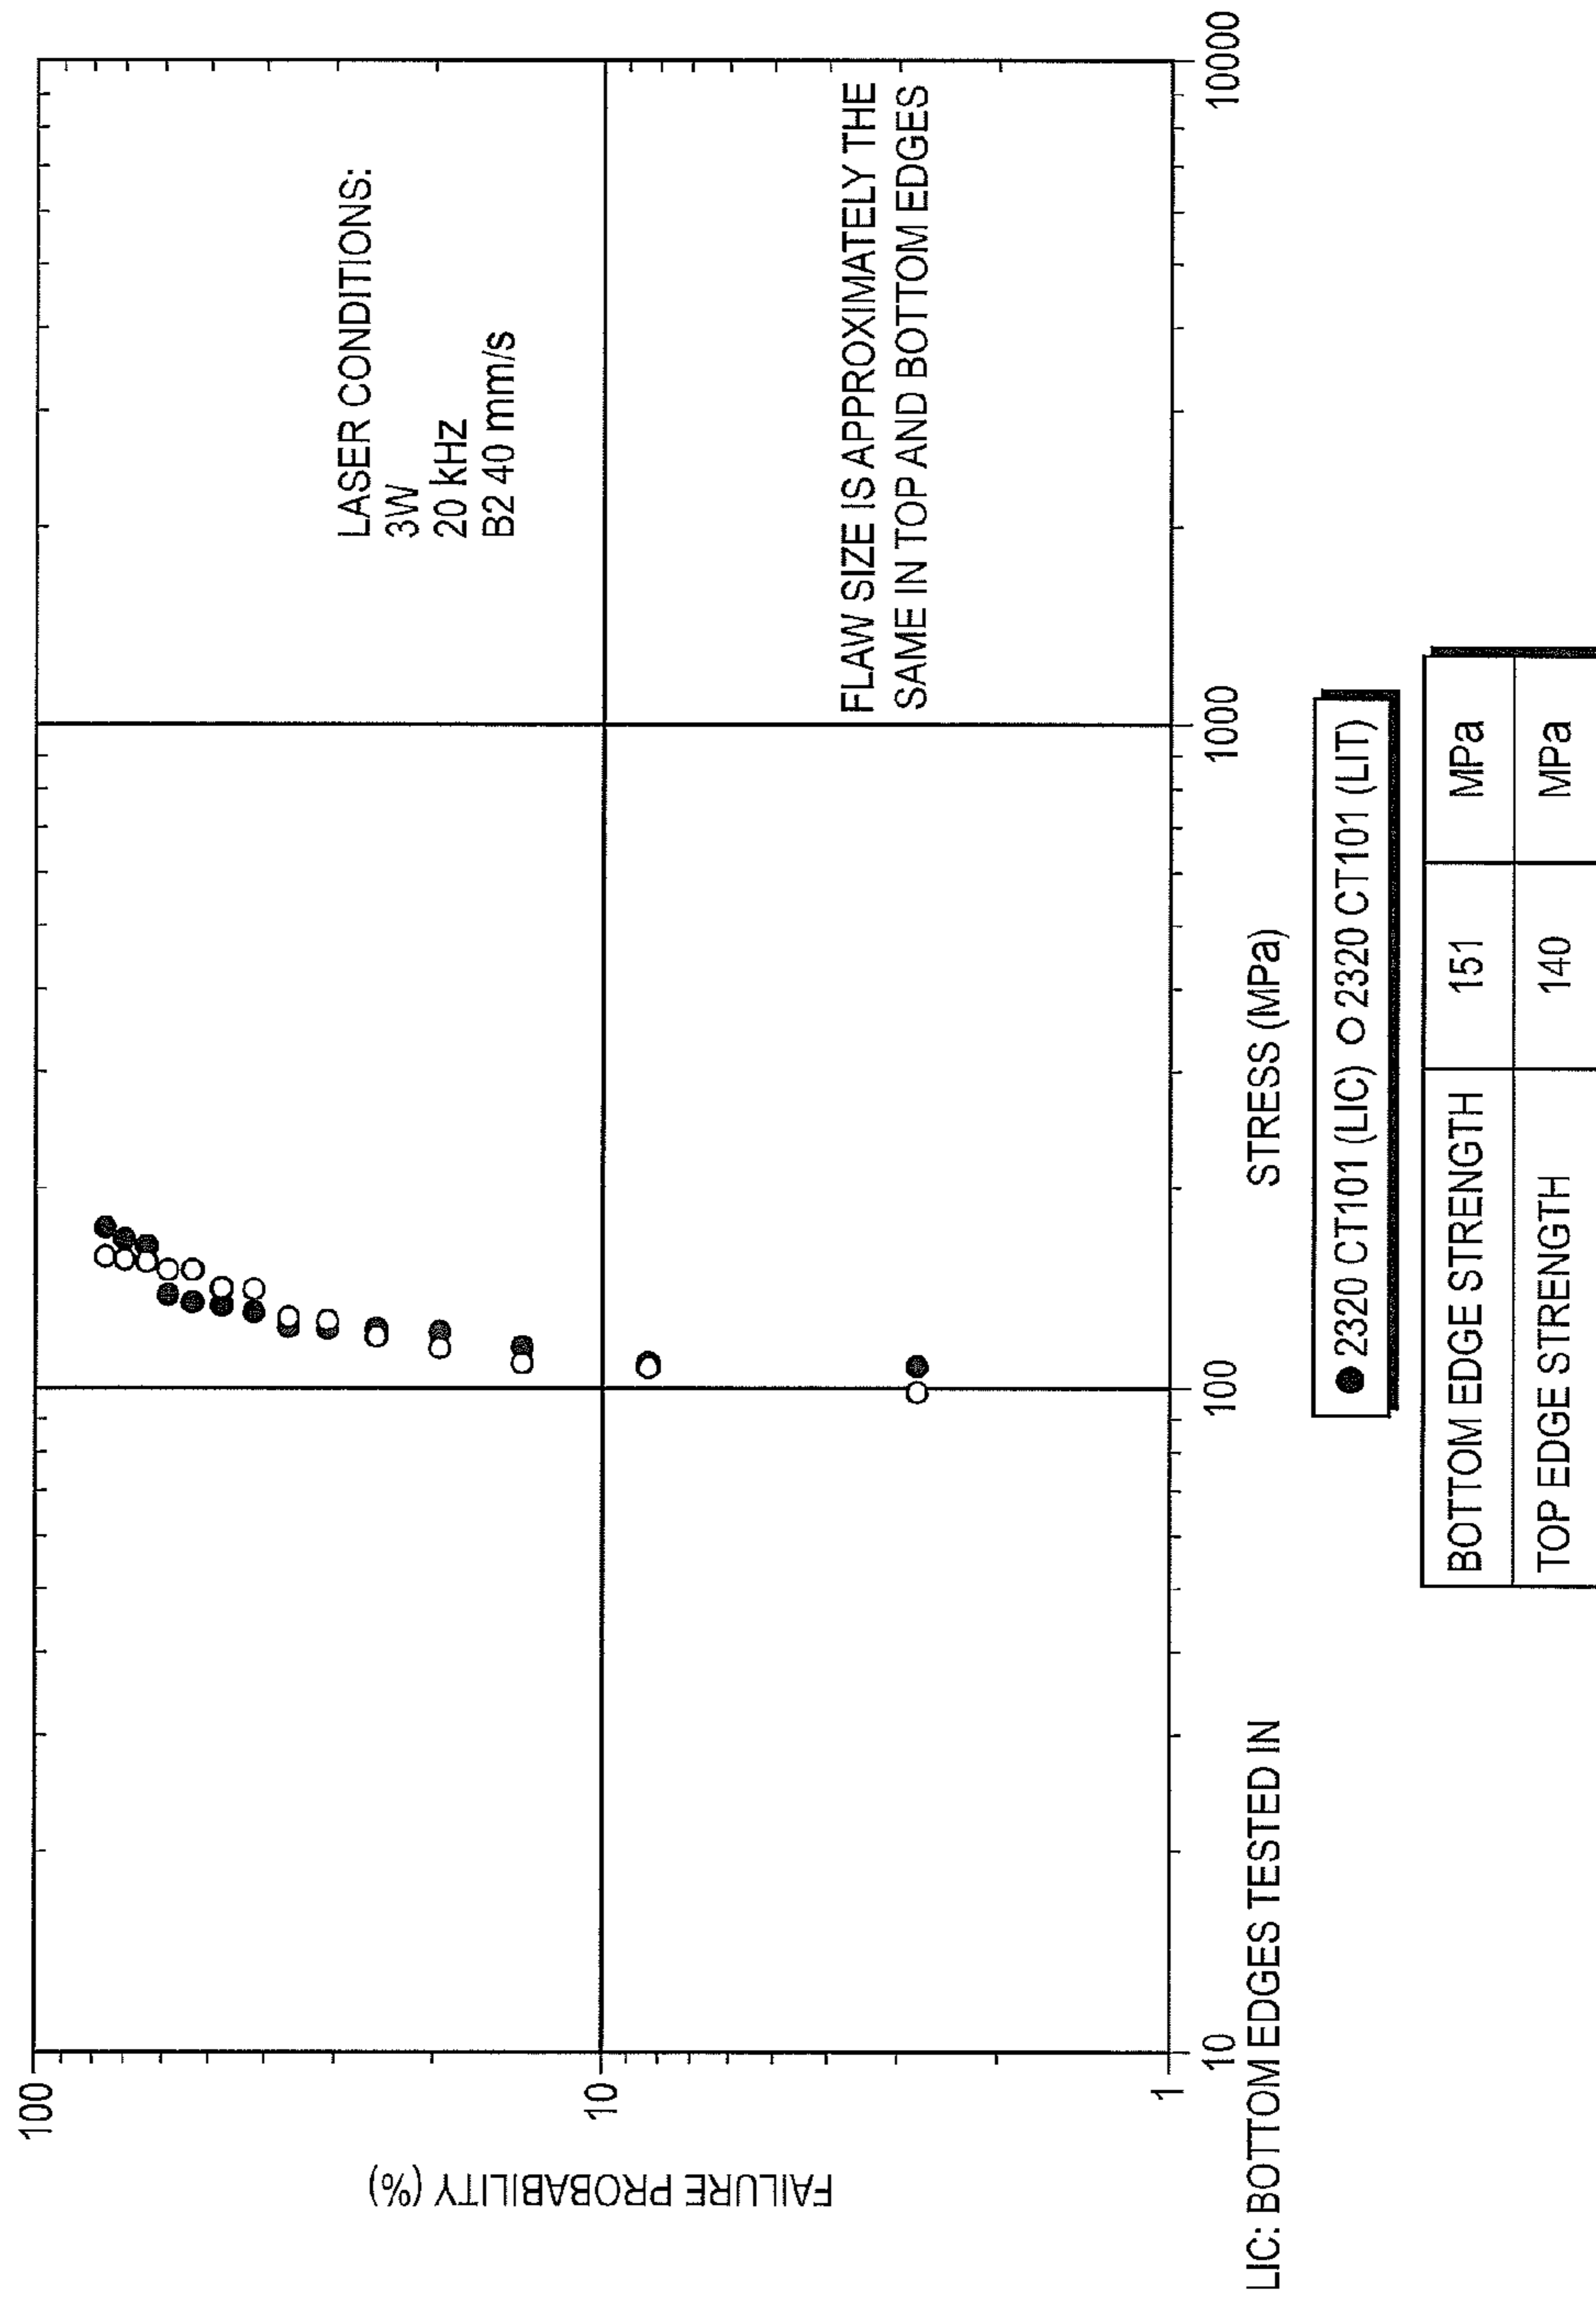 100
10
1
FAILURE PROBABILITY (%)
LASER CONDITIONS:
3W
20 kHz
B2 40 mm/s
FLAW SIZE IS APPROXIMATELY THE
SAME IN TOP AND BOTTOM EDGES
10
100
1000
10000
STRESS (MPa)
LIC: BOTTOM EDGES TESTED IN
2320 CT101 (LIC) 2320 CT101 (LIT)
BOTTOM EDGE STRENGTH 151 MPa
TOP EDGE STRENGTH 140 MPa